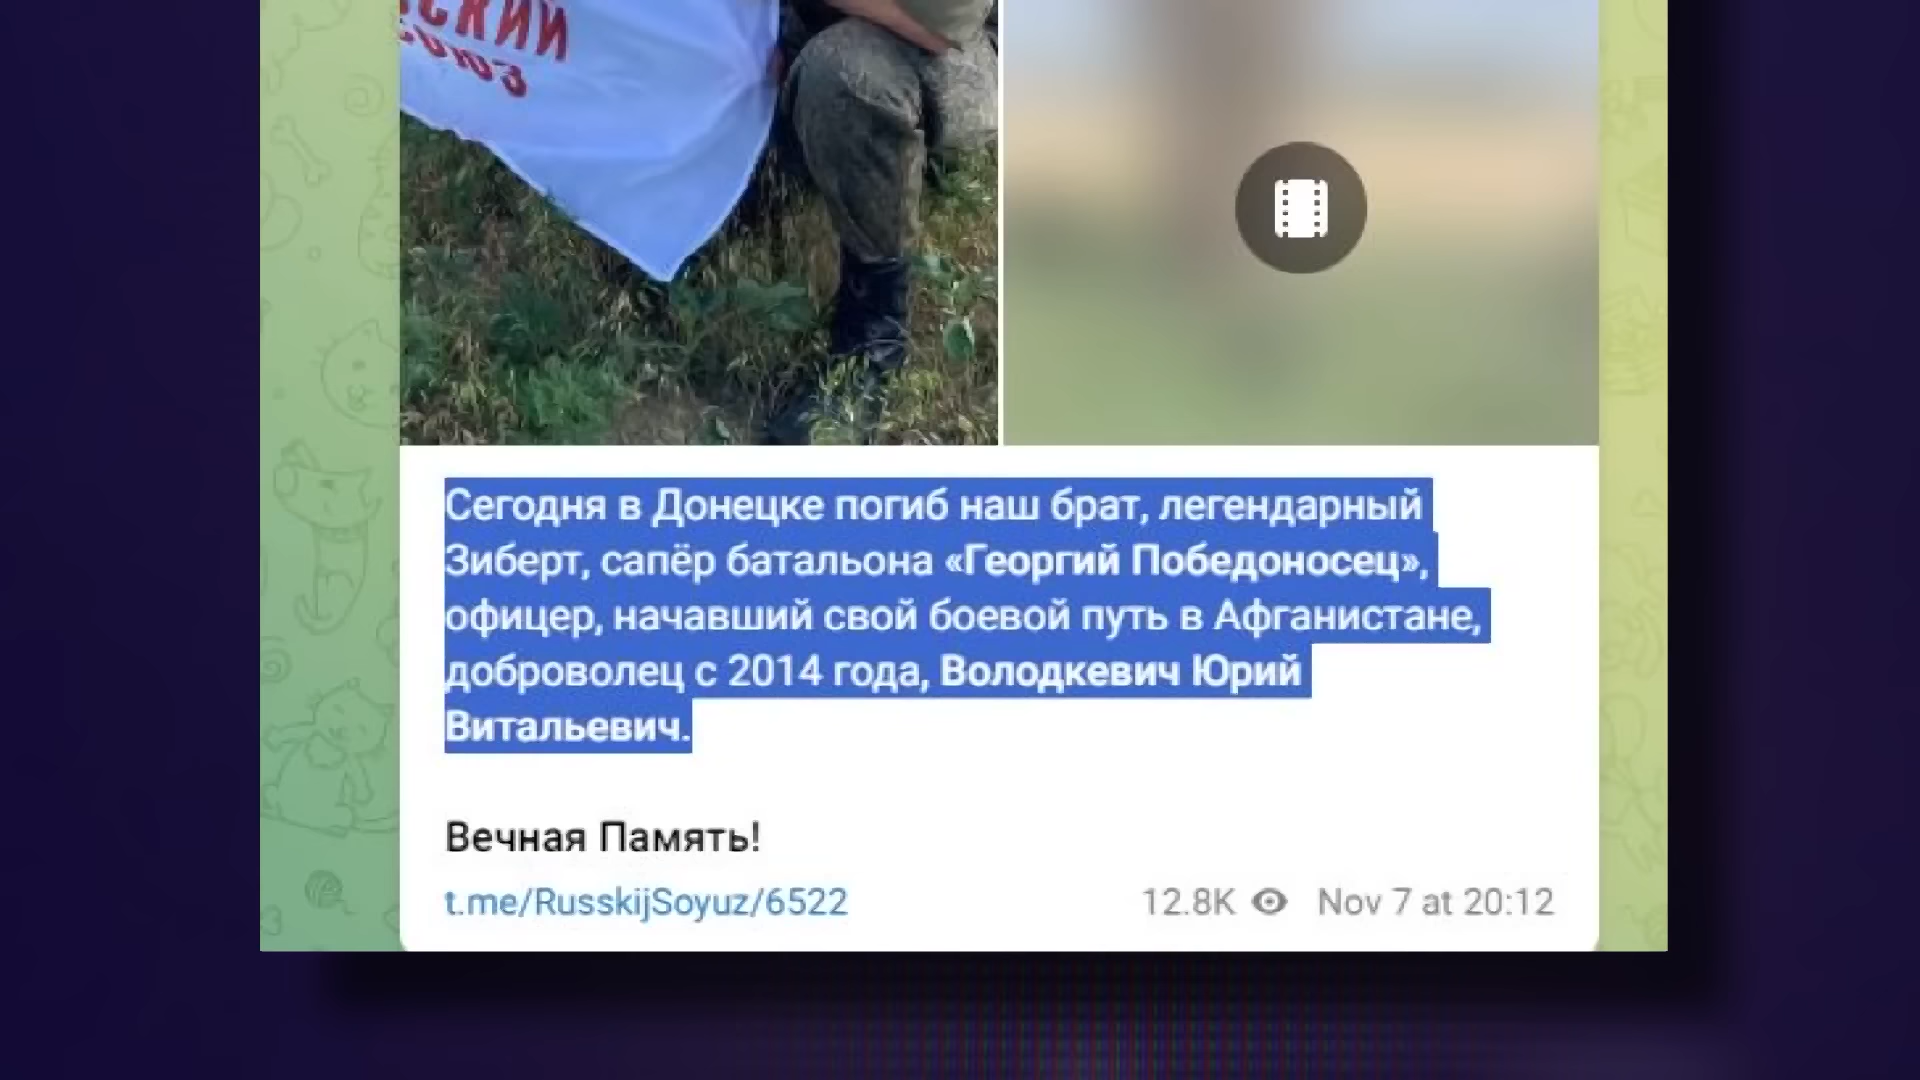 СКИЙ
СОЮЗ
Сегодня в Донецке погиб наш брат, легендарный
Зиберт, сапёр батальона «Георгий Победоносец»,
офицер, начавший свой боевой путь в Афганистане,
доброволец с 2014 года, Володкевич Юрий
Витальевич.
Вечная Память!
t.me/RusskijSoyuz/6522 12.8K Nov 7 at 20:12